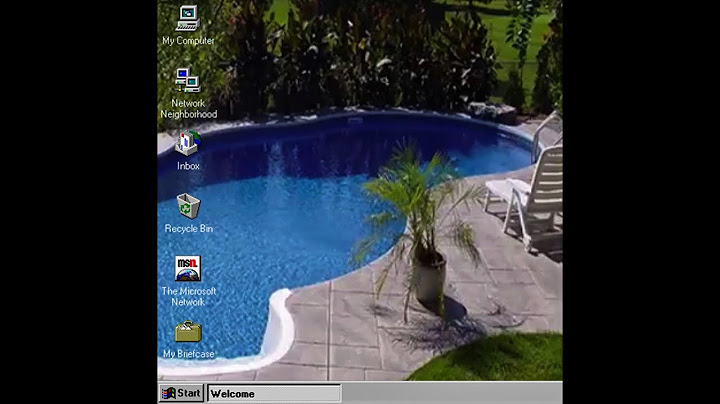 My Computer
Network
Neighborhood
Inbox
Recycle Bin
msn
The Microsoft
Network
My Briefcase
Start
Welcome